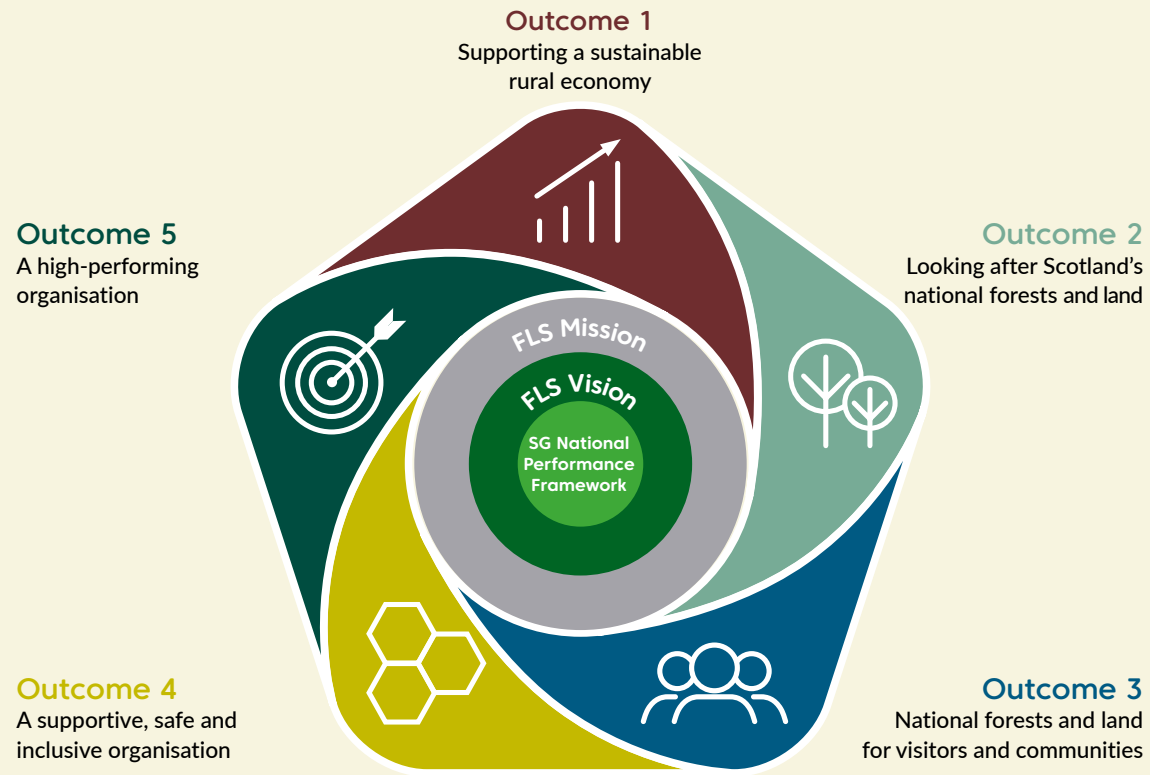 Outcome 1
Supporting a sustainable
rural economy
Outcome 5
A high-performing
organisation
Outcome 2
Looking after Scotland’s
national forests and land
FLS Mission
FLS Vision
SG National
Performance
Framework
Outcome 4
A supportive, safe and
inclusive organisation
Outcome 3
National forests and land
for visitors and communities